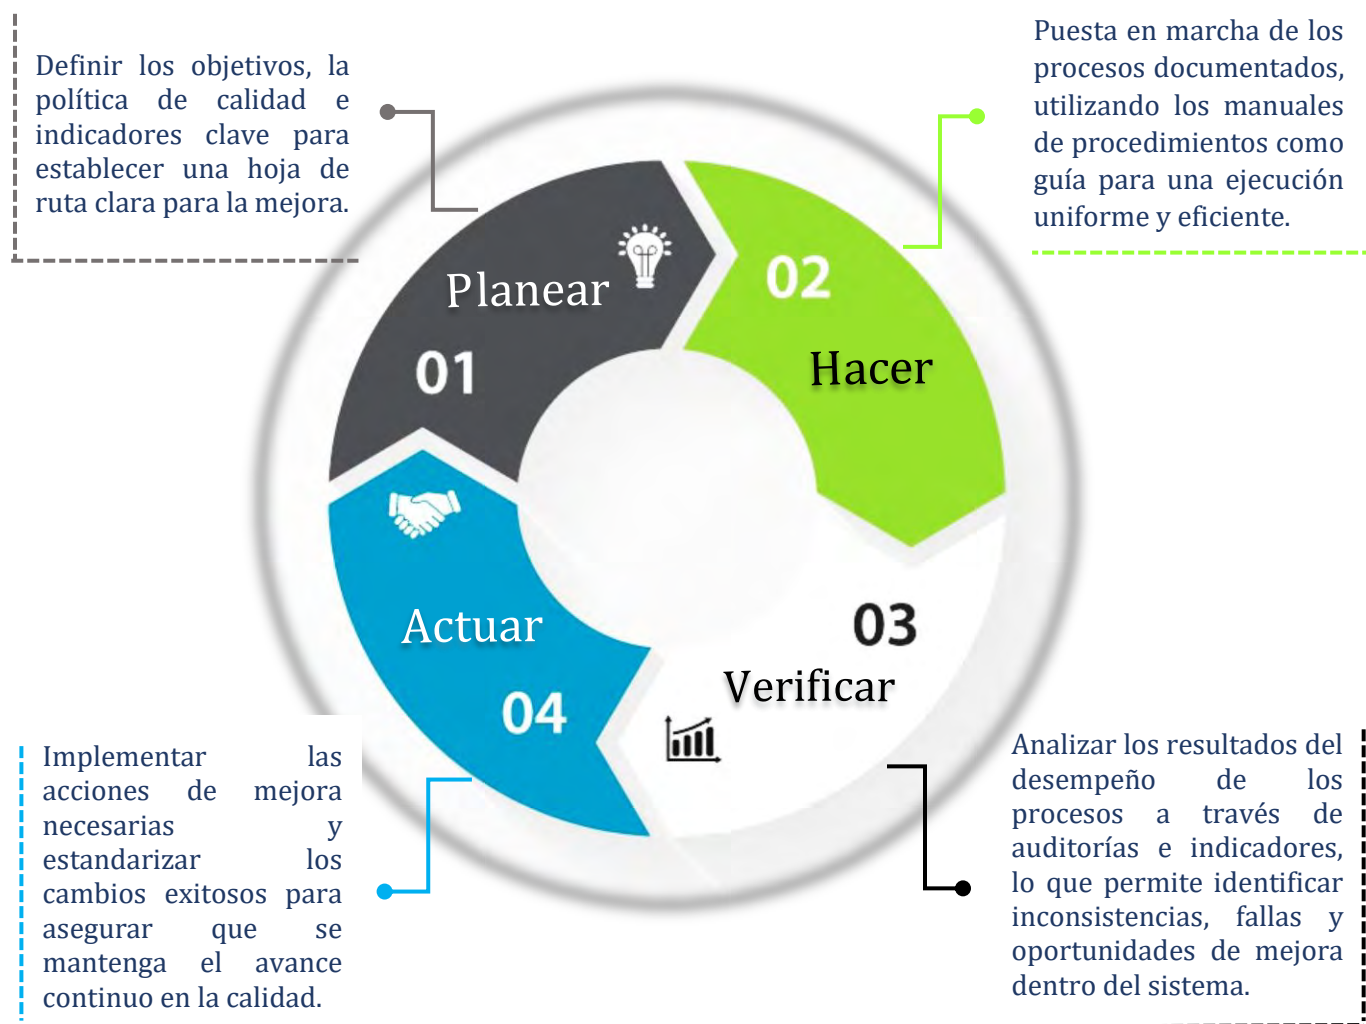 Definir los objetivos, la
política de calidad e
indicadores clave para
establecer una hoja de
ruta clara para la mejora.
Puesta en marcha de los
procesos documentados,
utilizando los manuales
de procedimientos como
guía para una ejecución
uniforme y eficiente.
Planear
01
02
Hacer
03
Verificar
Actuar
04
Implementar las
acciones de mejora
necesarias y
estandarizar los
cambios exitosos para
asegurar que se
mantenga el avance
continuo en la calidad.
Analizar los resultados del
desempeño de los
procesos a través de
auditorías e indicadores,
lo que permite identificar
inconsistencias, fallas y
oportunidades de mejora
dentro del sistema.